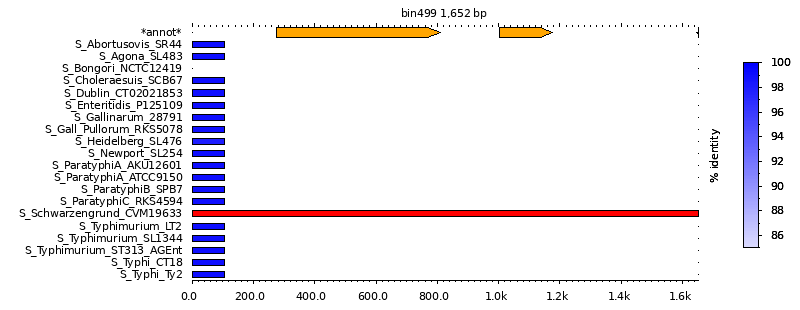 bin499 1,652 bp
*annot*
S_Abortusovis_SR44
S_Agona_SL483
S_Bongori_NCTC12419
S_Choleraesuis_SCB67
S_Dublin_CT02021853
S_Enteritidis_P125109
S_Gallinarum_28791
S_Gall_Pullorum_RKS5078
S_Heidelberg_SL476
S_Newport_SL254
S_ParatyphiA_AKU12601
S_ParatyphiA_ATCC9150
S_ParatyphiB_SPB7
S_ParatyphiC_RKS4594
S_Schwarzengrund_CVM19633
S_Typhimurium_LT2
S_Typhimurium_SL1344
S_Typhimurium_ST313_AGEnt
S_Typhi_CT18
S_Typhi_Ty2
0.0 200.0 400.0 600.0 800.0 1.0k 1.2k 1.4k 1.6k
% identity
100
98
96
94
92
90
88
86